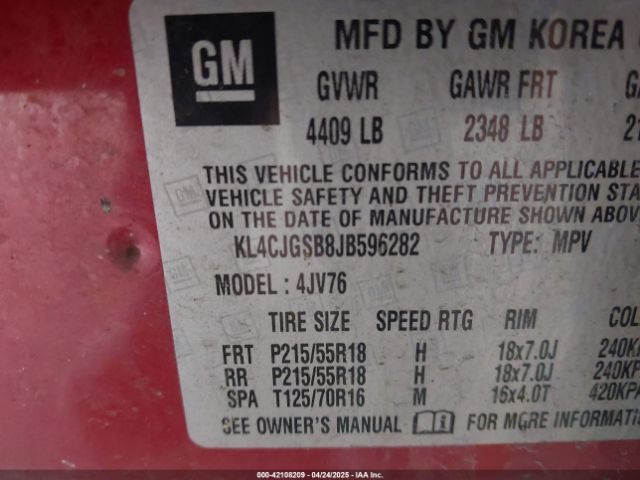 GM
MFD BY GM KOREA
GVWR GAWR FRT
4409 LB 2348 LB
THIS VEHICLE CONFORMS TO ALL APPLICABLE
VEHICLE SAFETY AND THEFT PREVENTION STA
ON THE DATE OF MANUFACTURE SHOWN ABOV
KL4CJGSB8JB596282 TYPE: MPV
MODEL : 4JV76
TIRE SIZE SPEED RTG RIM COL
FRT P215/55R18 H 18x7.0J 240KP
RR P215/55R18 H 18x7.0J 240KP
SPA T125/70R16 M 16x4.0T 420KPA
SEE OWNER'S MANUAL FOR MORE INFORMATI
000-42108209 - 04/24/2025 - IAA, Inc.